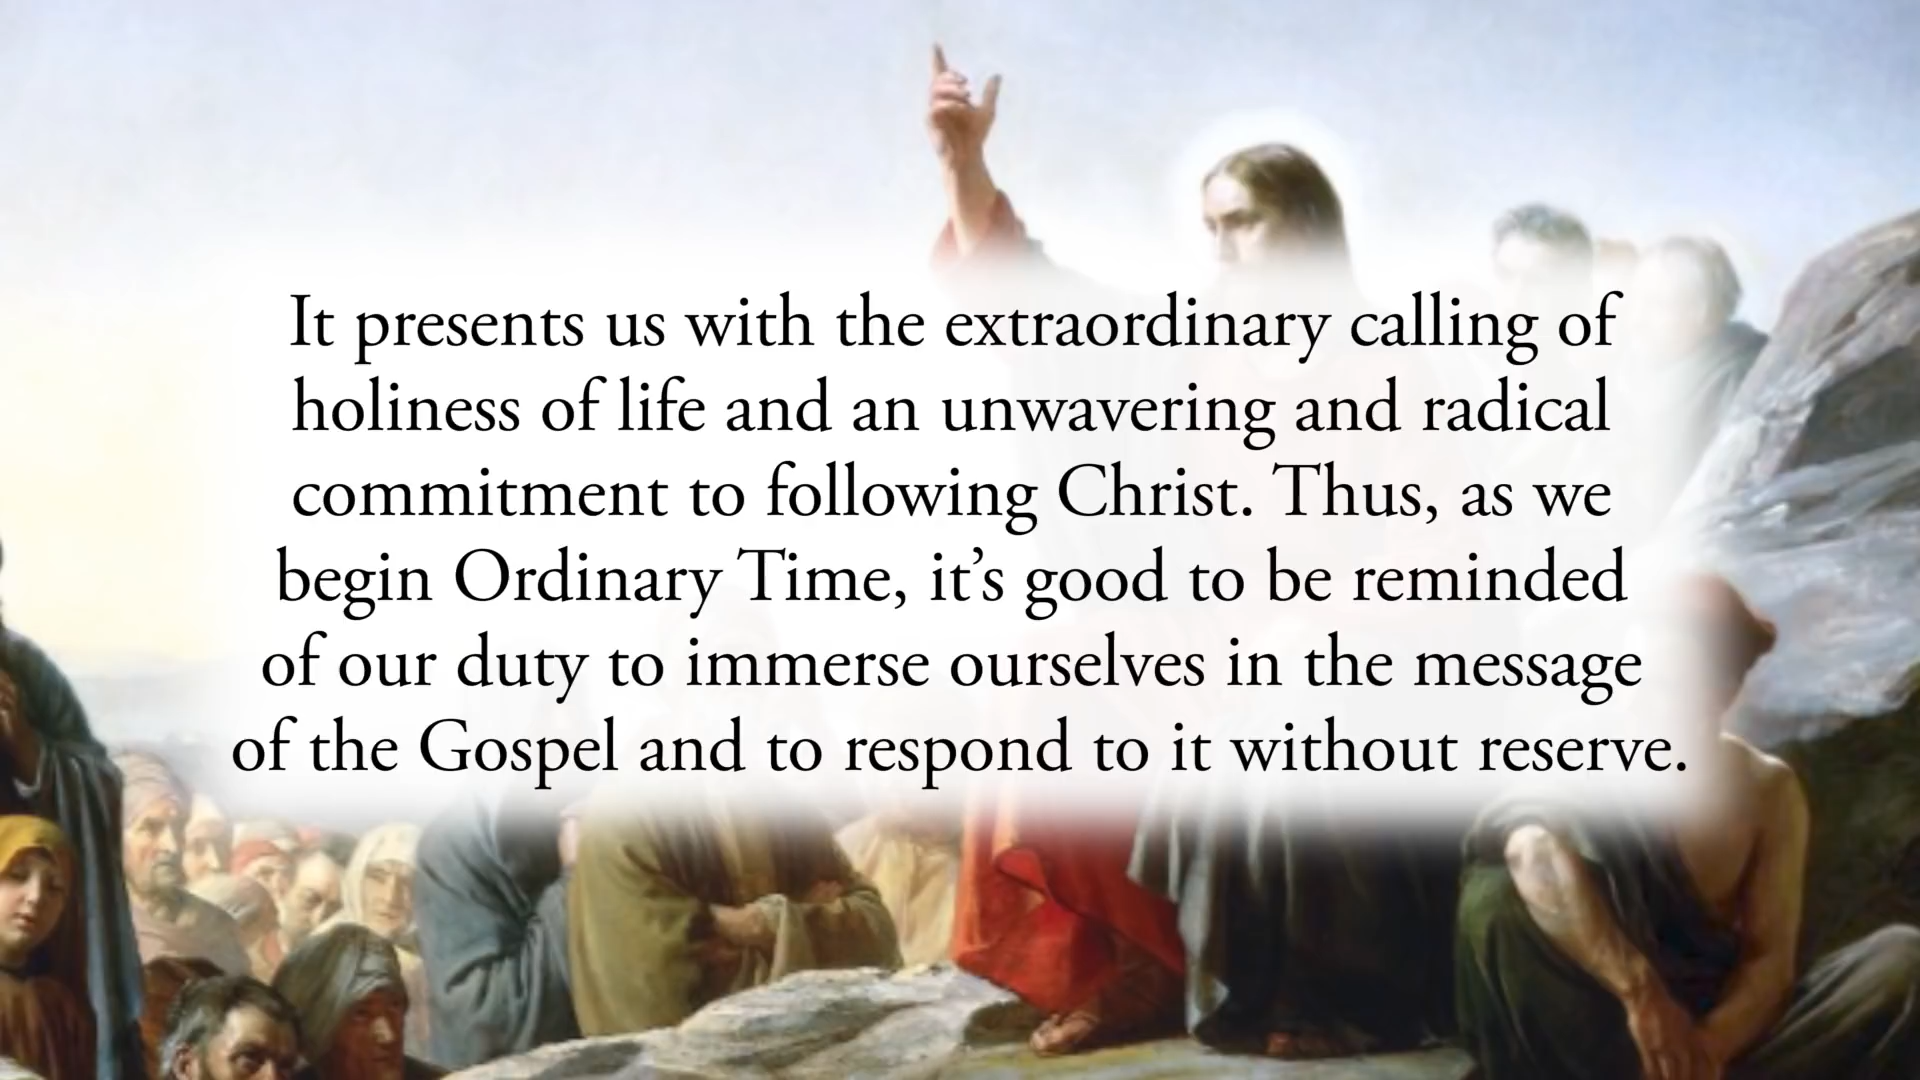 It presents us with the extraordinary calling of
holiness of life and an unwavering and radical
commitment to following Christ. Thus, as we
begin Ordinary Time, it’s good to be reminded
of our duty to immerse ourselves in the message
of the Gospel and to respond to it without reserve.